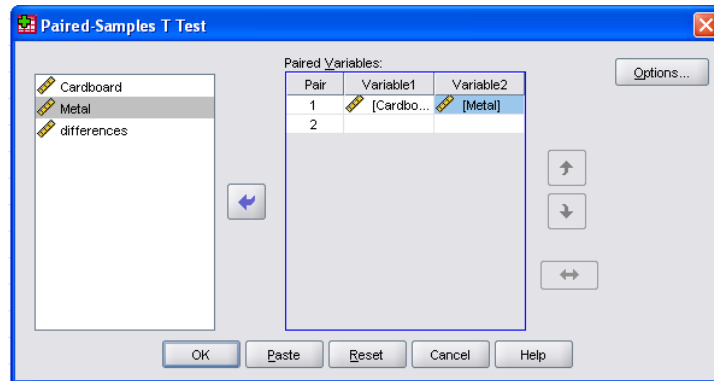 Paired-Samples T Test
Cardboard
Metal
differences
Paired Variables:
Pair Variable1 Variable2
1 [Cardbo... [Metal]
2
Options...
OK Paste Reset Cancel Help